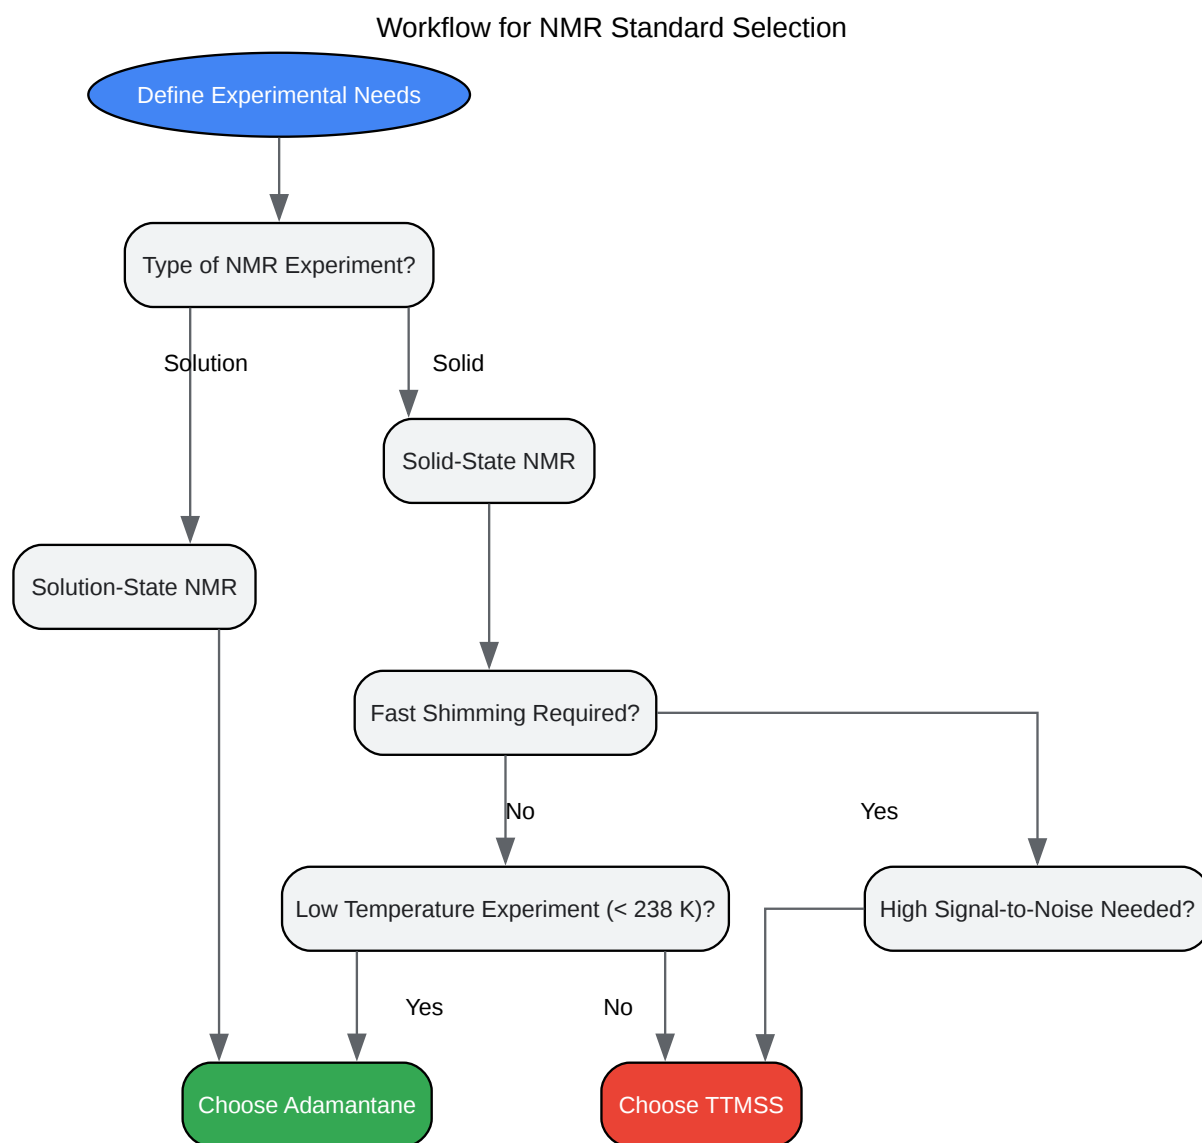 Workflow for NMR Standard Selection
Define Experimental Needs
Type of NMR Experiment?
Solution
Solid
Solid-State NMR
Solution-State NMR
Fast Shimming Required?
No
Yes
Low Temperature Experiment (< 238 K)?
High Signal-to-Noise Needed?
Yes
No
Choose Adamantane
Choose TTMSS